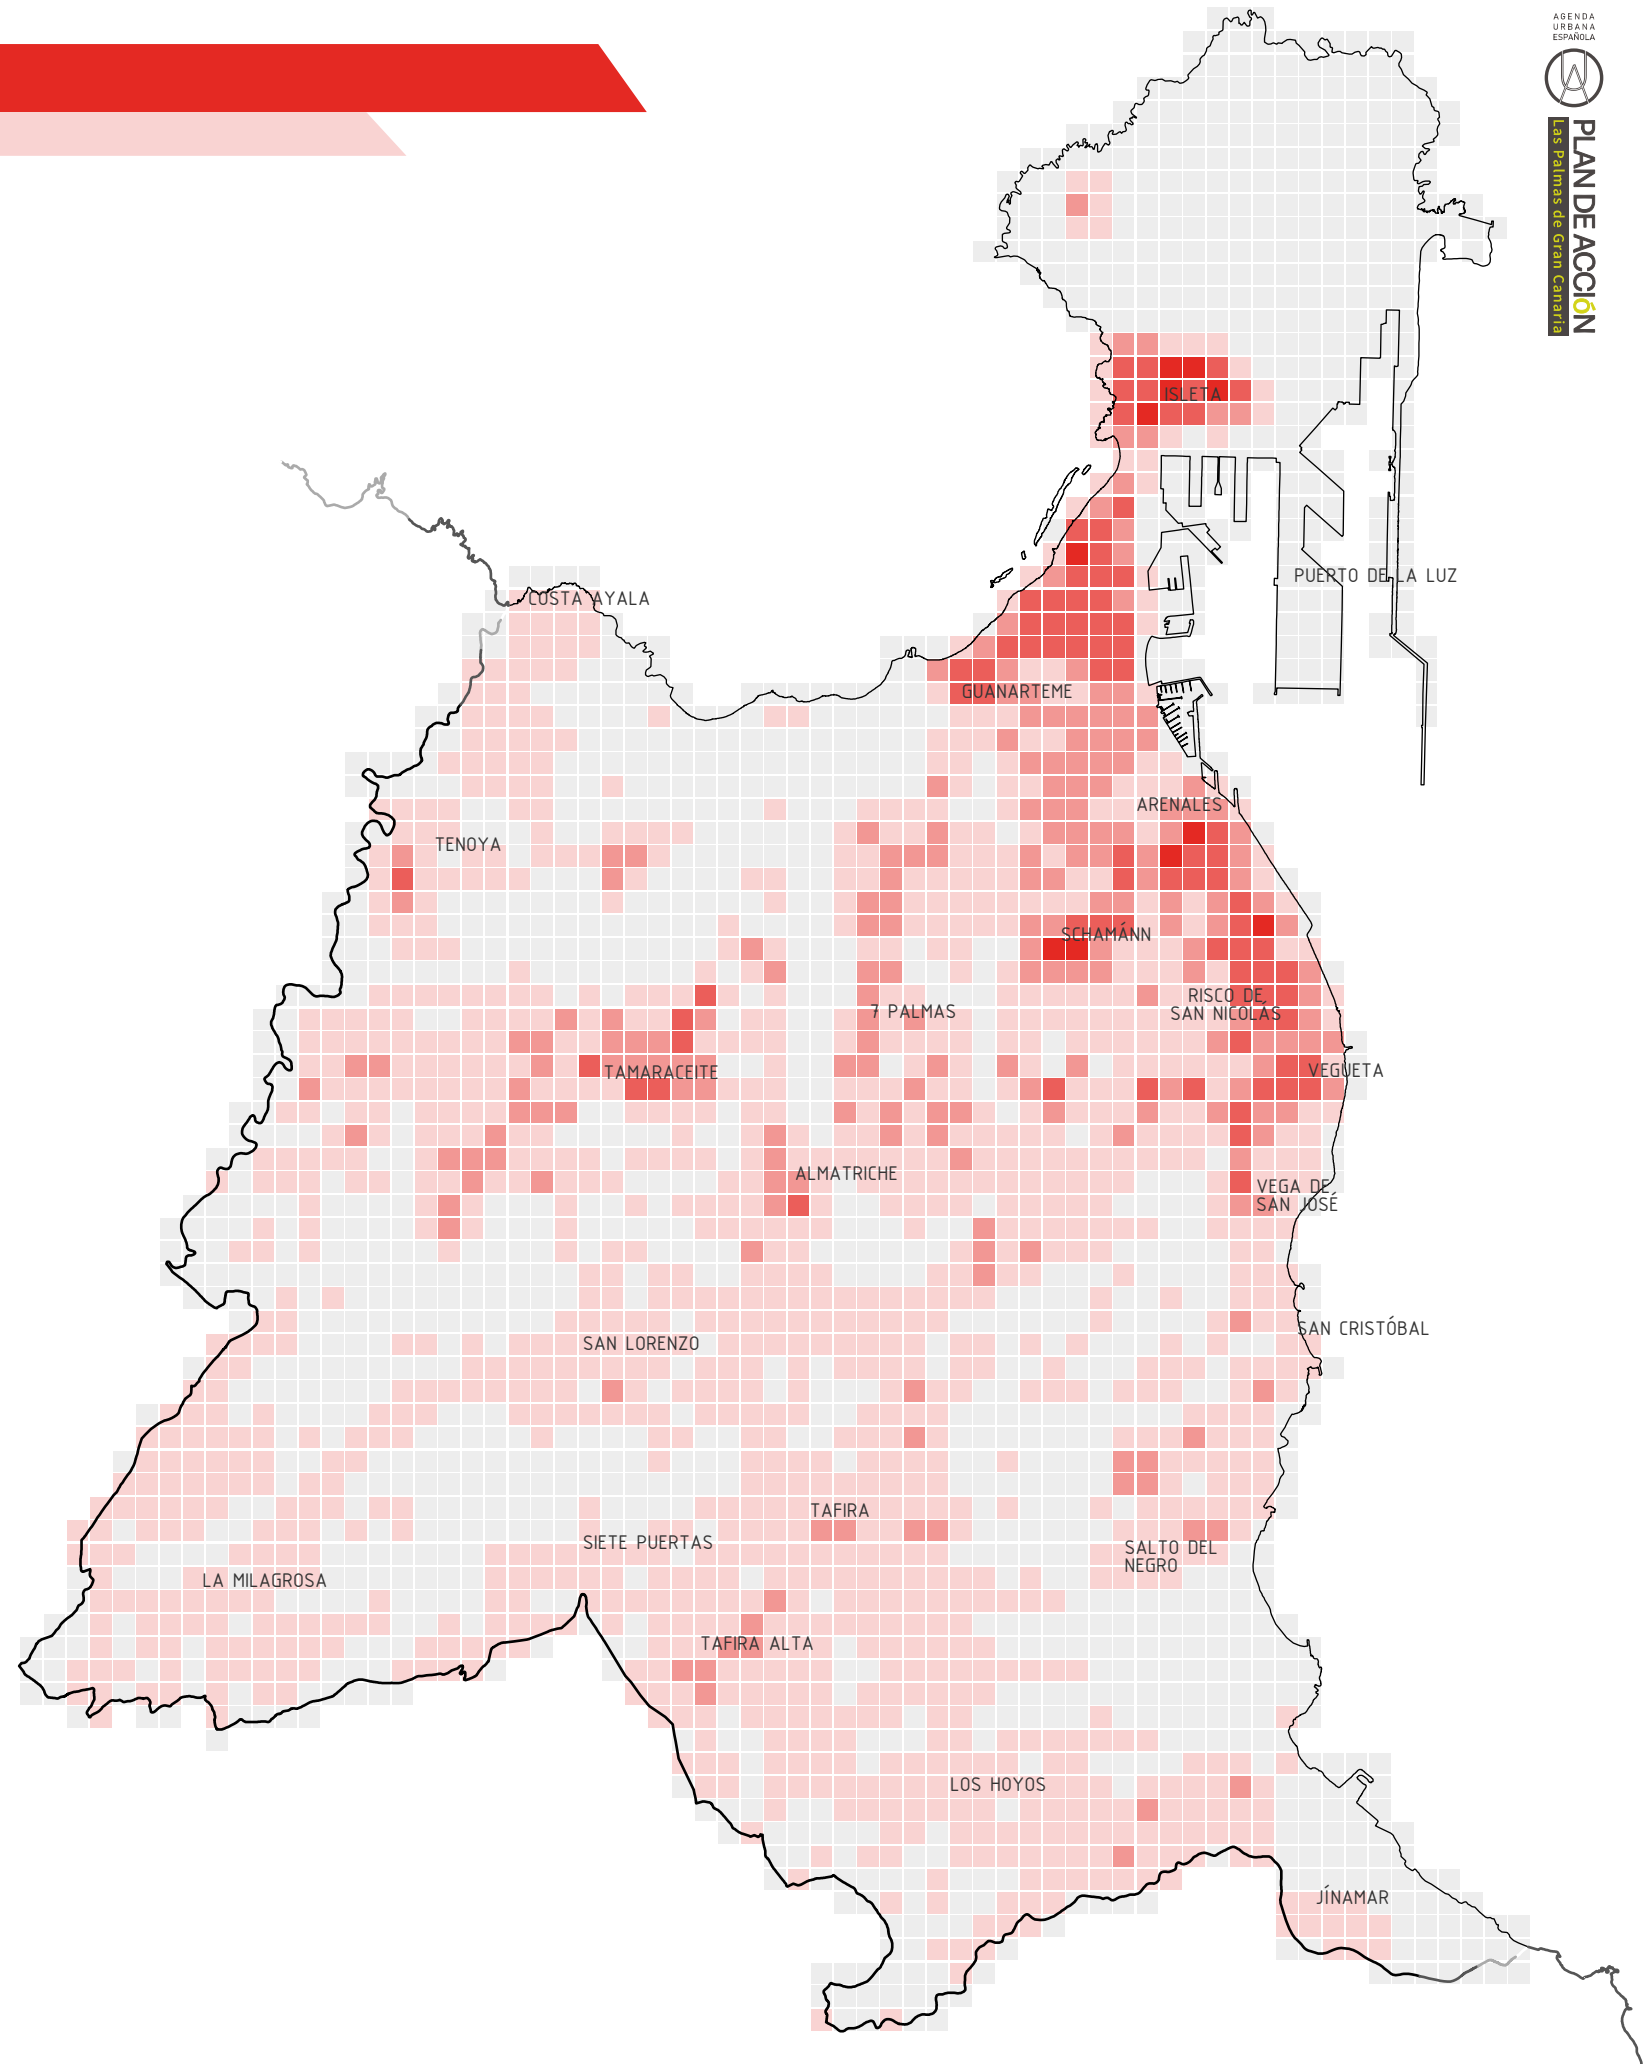 AGENDA
URBANA
ESPAÑOLA
PLAN DE ACCIÓN
Las Palmas de Gran Canaria
ISLETA
PUERTO DE LA LUZ
COSTA AYALA
GUANARTEME
ARENALES
TENOYA
SCHAMÁNN
RISCO DE
SAN NICOLÁS
7 PALMAS
VEGUETA
TAMARACEITE
ALMATRICHE
VEGA DE
SAN JOSÉ
SAN CRISTÓBAL
SAN LORENZO
TAFIRA
SIETE PUERTAS
SALTO DEL
NEGRO
LA MILAGROSA
TAFIRA ALTA
LOS HOYOS
JÍNAMAR